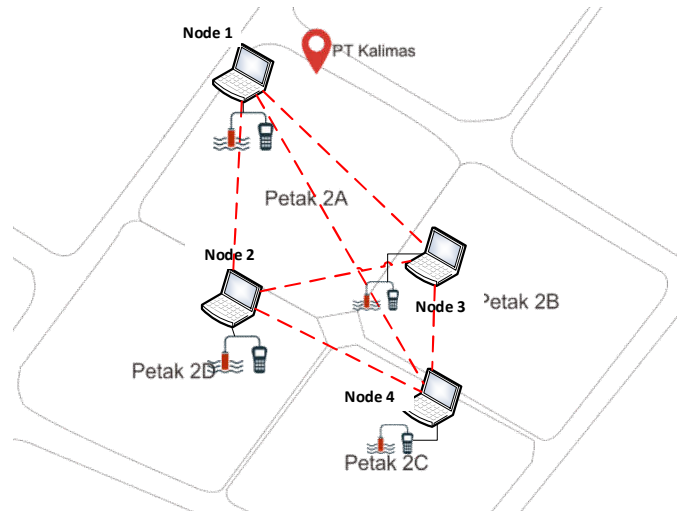 Node 1
PT Kalimas
Petak 2A
Node 2
Node 3
Petak 2B
Petak 2D
Node 4
Petak 2C